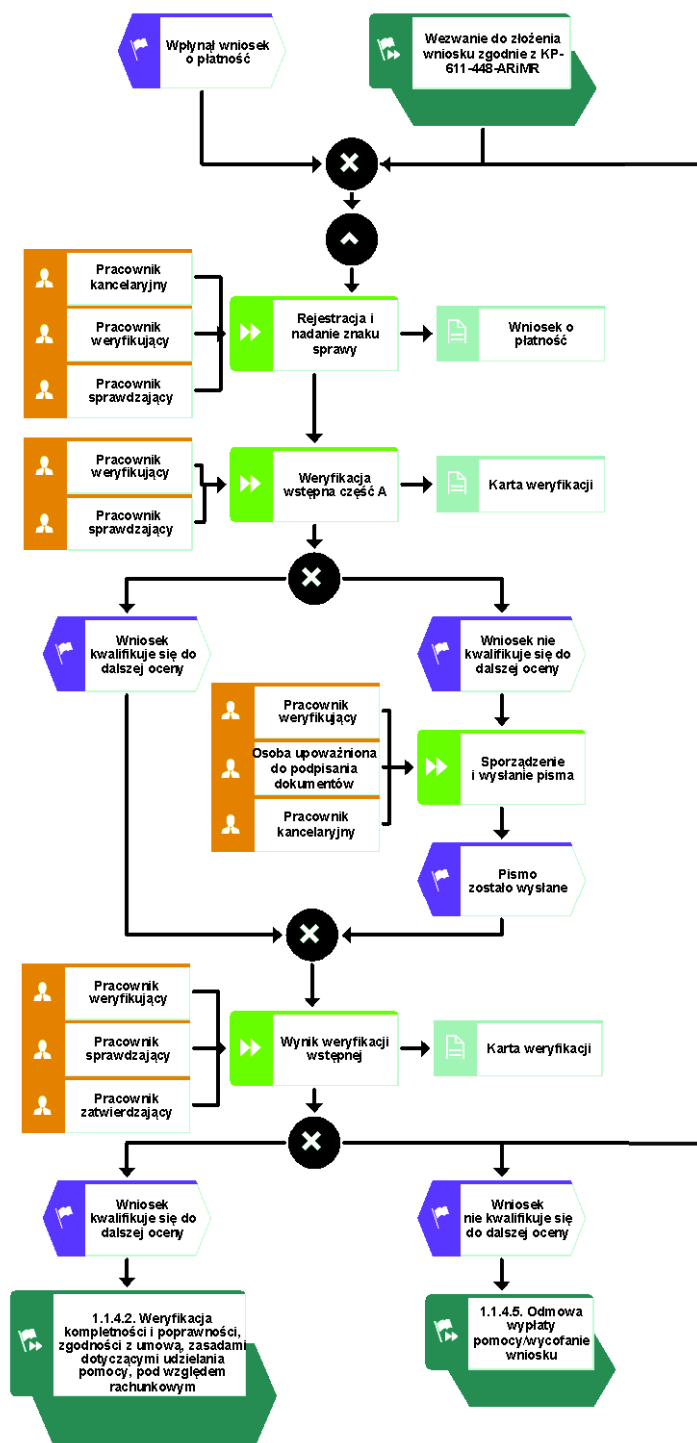 Wpłynął wniosek
o płatność
Wezwanie do złożenia
wniosku zgodnie z KP-
611-448-ARiMR
Pracownik
kancelaryjny
Pracownik
weryfikujący
Pracownik
sprawdzający
Rejestracja i
nadanie znaku
sprawy
Wniosek o
płatność
Pracownik
weryfikujący
Pracownik
sprawdzający
Weryfikacja
wstępna część A
Karta weryfikacji
Wniosek
kwalifikuje się do
dalszej oceny
Wniosek nie
kwalifikuje się do
dalszej oceny
Pracownik
weryfikujący
Osoba upoważniona
do podpisania
dokumentów
Pracownik
kancelaryjny
Sporządzenie
i wysłanie pisma
Pismo
zostało wysłane
Pracownik
weryfikujący
Pracownik
sprawdzający
Pracownik
zatwierdzający
Wynik weryfikacji
wstępnej
Karta weryfikacji
Wniosek
kwalifikuje się do
dalszej oceny
Wniosek
nie kwalifikuje się
do dalszej oceny
1.1.4.2. Weryfikacja
kompletności i poprawności,
zgodności z umową, zasadami
dotyczącymi udzielania
pomocy, pod względem
rachunkowym
1.1.4.5. Odmowa
wypłaty
pomocy/wycofanie
wniosku